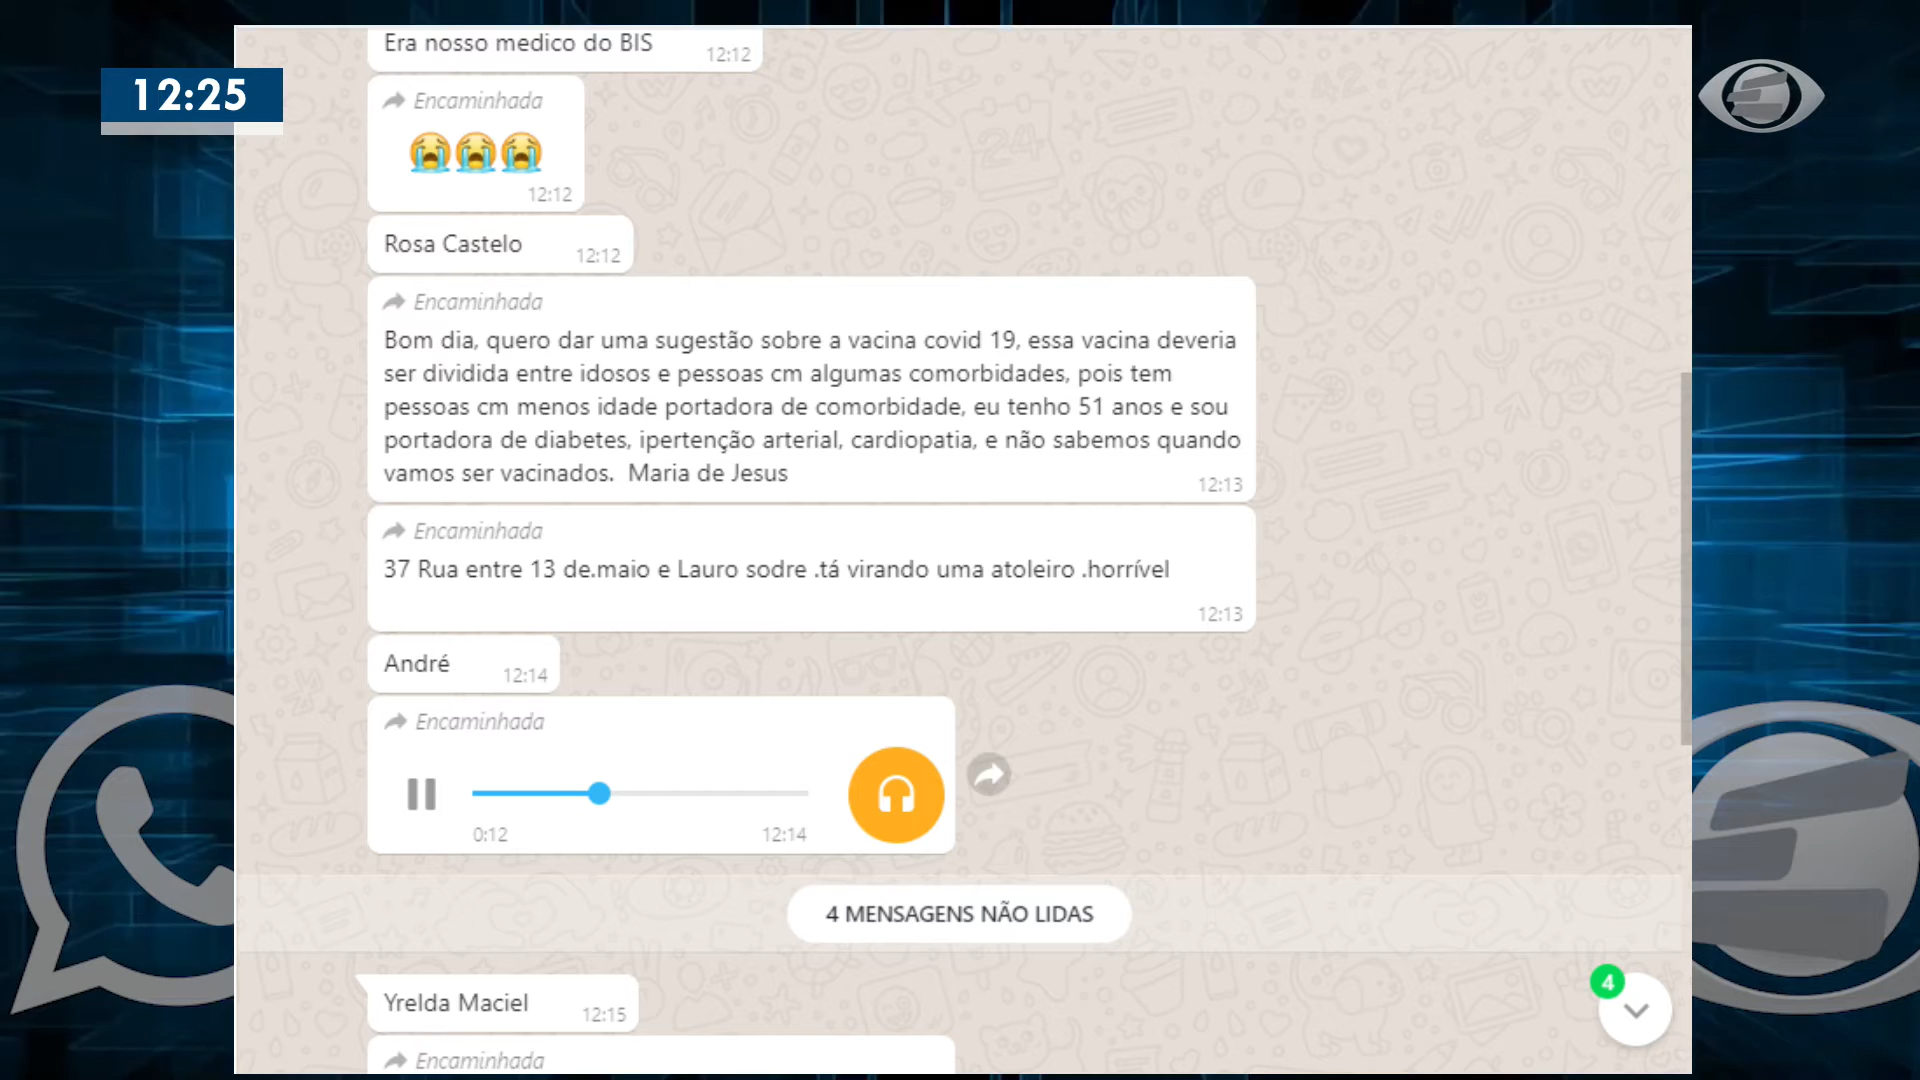 Era nosso medico do BIS
12:12
12:25
Encaminhada
12:12
Rosa Castelo
12:12
Encaminhada
Bom dia, quero dar uma sugestão sobre a vacina covid 19, essa vacina deveria
ser dividida entre idosos e pessoas cm algumas comorbidades, pois tem
pessoas cm menos idade portadora de comorbidade, eu tenho 51 anos e sou
portadora de diabetes, ipertenção arterial, cardiopatia, e não sabemos quando
vamos ser vacinados.  Maria de Jesus
12:13
Encaminhada
37 Rua entre 13 de.maio e Lauro sodre .tá virando uma atoleiro .horrível
12:13
André
12:14
Encaminhada
0:12
12:14
4 MENSAGENS NÃO LIDAS
4
Yrelda Maciel
12:15
Encaminhada